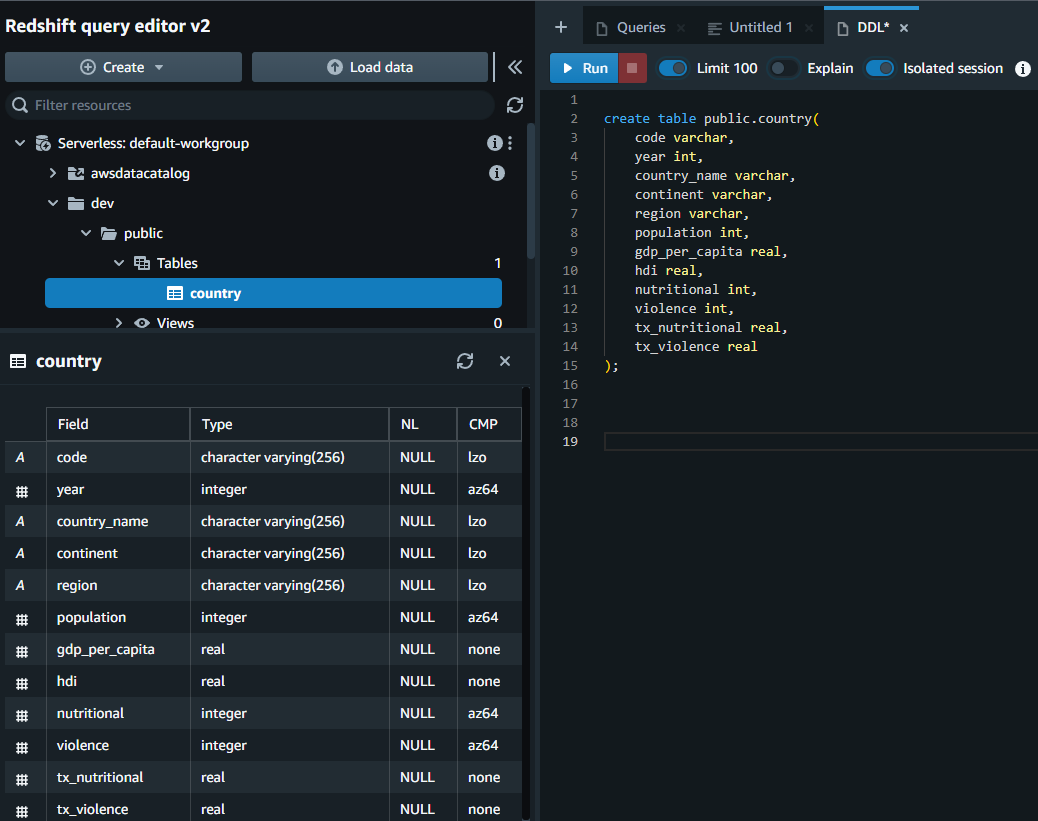 Redshift query editor v2
Create
Load data
Filter resources
Serverless: default-workgroup
awsdatacatalog
dev
public
Tables 1
country
Views 0
country
Field Type NL CMP
A code character varying(256) NULL lzo
year integer NULL az64
A country_name character varying(256) NULL lzo
A continent character varying(256) NULL lzo
A region character varying(256) NULL lzo
population integer NULL az64
gdp_per_capita real NULL none
hdi real NULL none
nutritional integer NULL az64
violence integer NULL az64
tx_nutritional real NULL none
tx_violence real NULL none
Queries Untitled 1 DDL*
Run Limit 100 Explain Isolated session
1
2 create table public.country(
3 code varchar,
4 year int,
5 country_name varchar,
6 continent varchar,
7 region varchar,
8 population int,
9 gdp_per_capita real,
10 hdi real,
11 nutritional int,
12 violence int,
13 tx_nutritional real,
14 tx_violence real
15 );
16
17
18
19